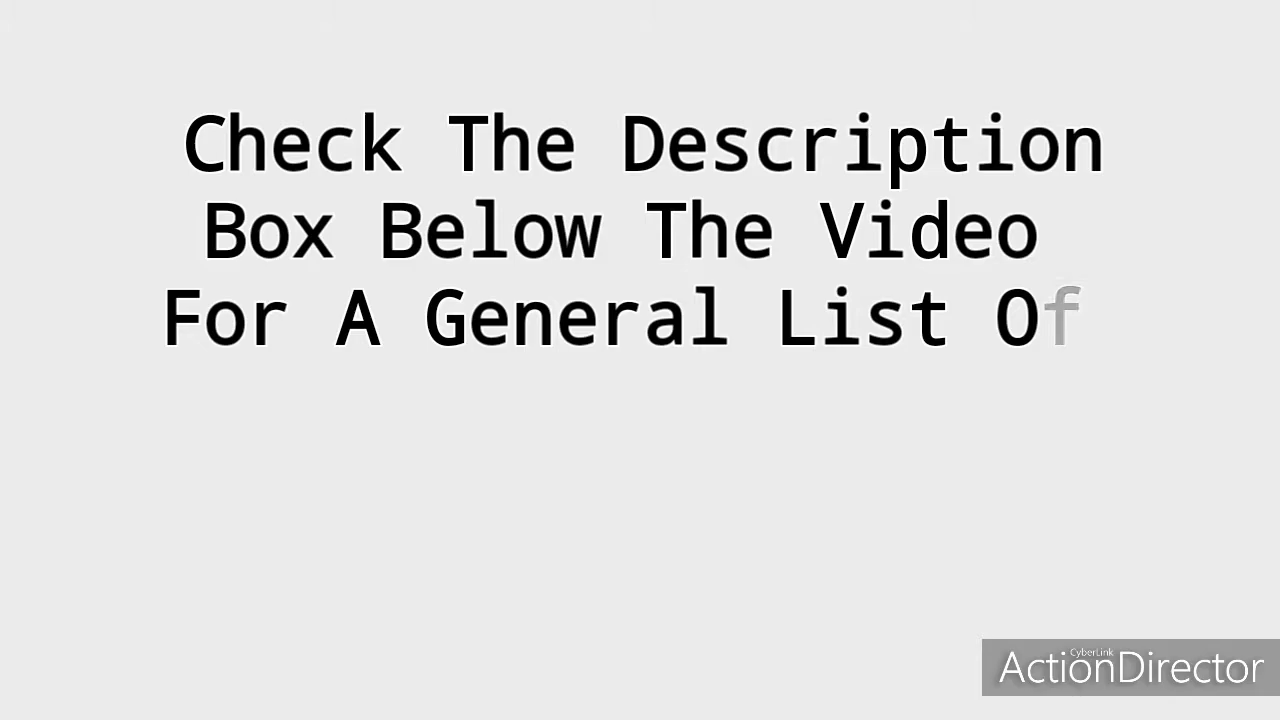 Check The Description
Box Below The Video
For A General List Of
CyberLink
ActionDirector